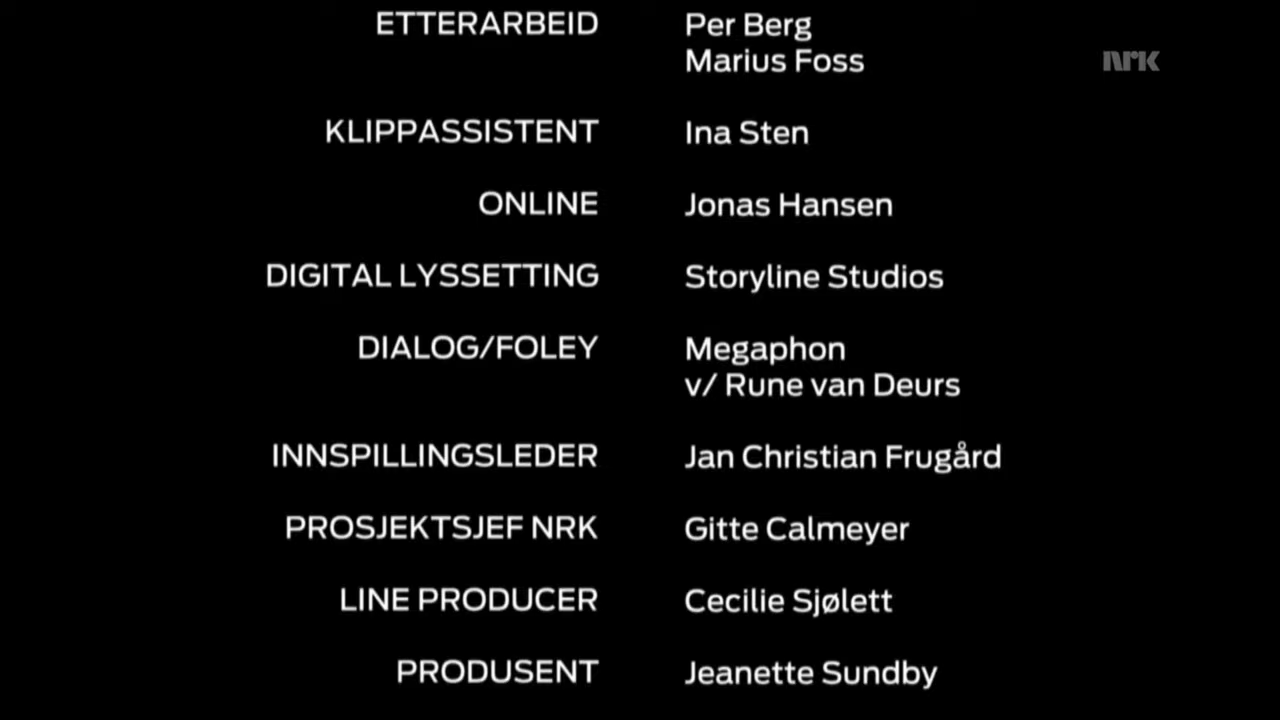 ETTERARBEID Per Berg
Marius Foss
nrk
KLIPPASSISTENT Ina Sten
ONLINE Jonas Hansen
DIGITAL LYSSETTING Storyline Studios
DIALOG/FOLEY Megaphon
v/ Rune van Deurs
INNSPILLINGSLEDER Jan Christian Frugård
PROSJEKTSJEF NRK Gitte Calmeyer
LINE PRODUCER Cecilie Sjølett
PRODUSENT Jeanette Sundby